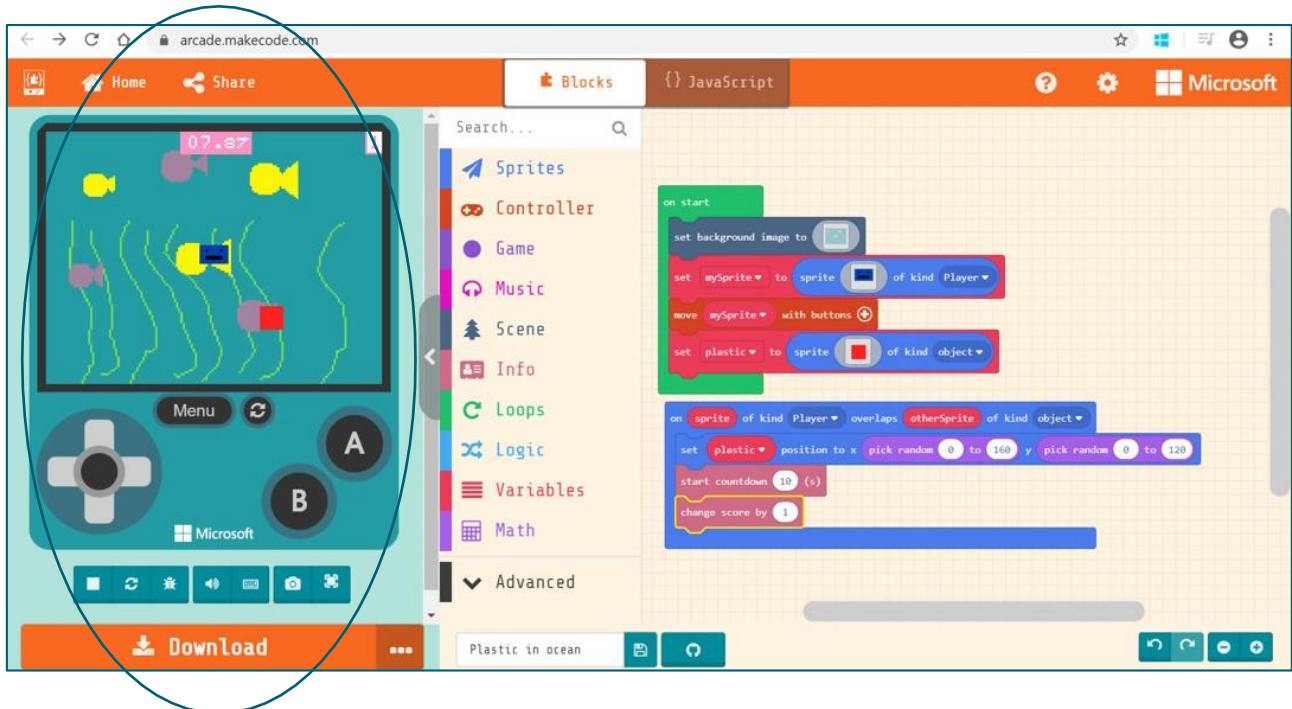 arcade.makecode.com
Home Share Blocks {} JavaScript Microsoft
07.87
1
Menu
A
B
Microsoft
Download
Search...
Sprites
Controller
Game
Music
Scene
Info
Loops
Logic
Variables
Math
Advanced
Plastic in ocean
on start
set background image to
set mySprite to sprite of kind Player
move mySprite with buttons
set plastic to sprite of kind object
on sprite of kind Player overlaps otherSprite of kind object
set plastic position to x pick random 0 to 160 y pick random 0 to 120
start countdown 10 (s)
change score by 1